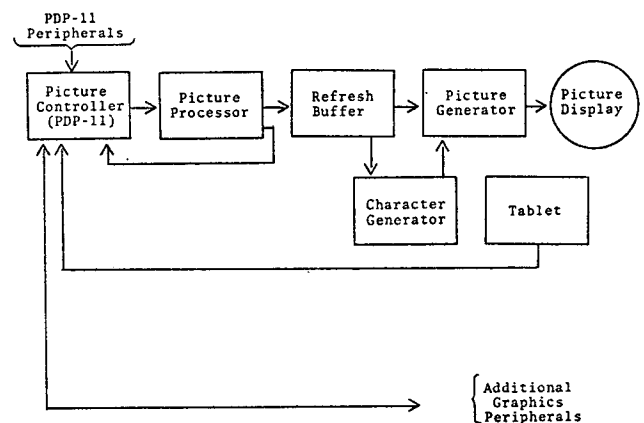 PDP-11
Peripherals
Picture
Controller
(PDP-11)
Picture
Processor
Refresh
Buffer
Picture
Generator
Picture
Display
Character
Generator
Tablet
Additional
Graphics
Peripherals